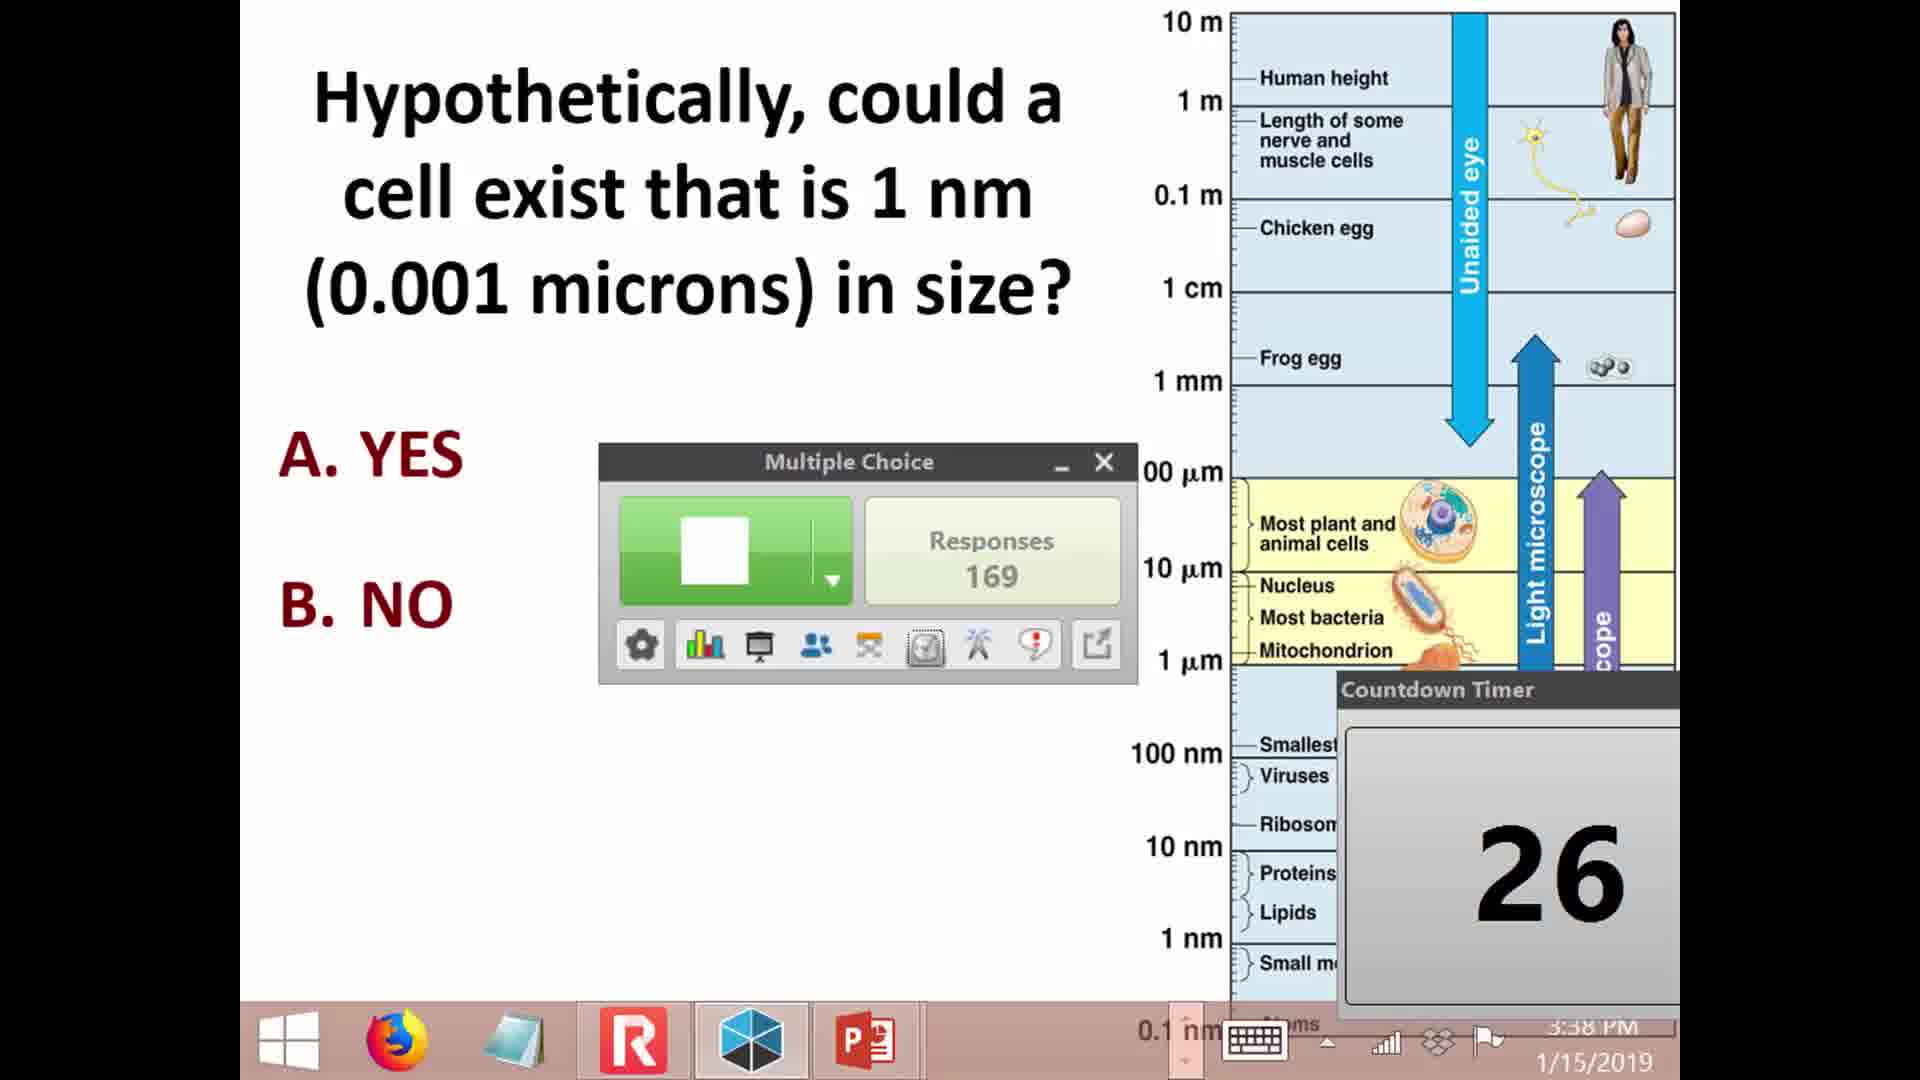 Hypothetically, could a
cell exist that is 1 nm
(0.001 microns) in size?
A. YES
B. NO
Multiple Choice
Responses
169
10 m
Human height
1 m
Length of some
nerve and
muscle cells
0.1 m
Chicken egg
1 cm
Frog egg
1 mm
Unaided eye
00 µm
Most plant and
animal cells
10 µm
Nucleus
Most bacteria
Mitochondrion
1 µm
Light microscope
cope
100 nm
Smallest
Viruses
Ribosom
10 nm
Proteins
Lipids
1 nm
Small m
0.1 nm
Countdown Timer
26
3:38 PM
1/15/2019